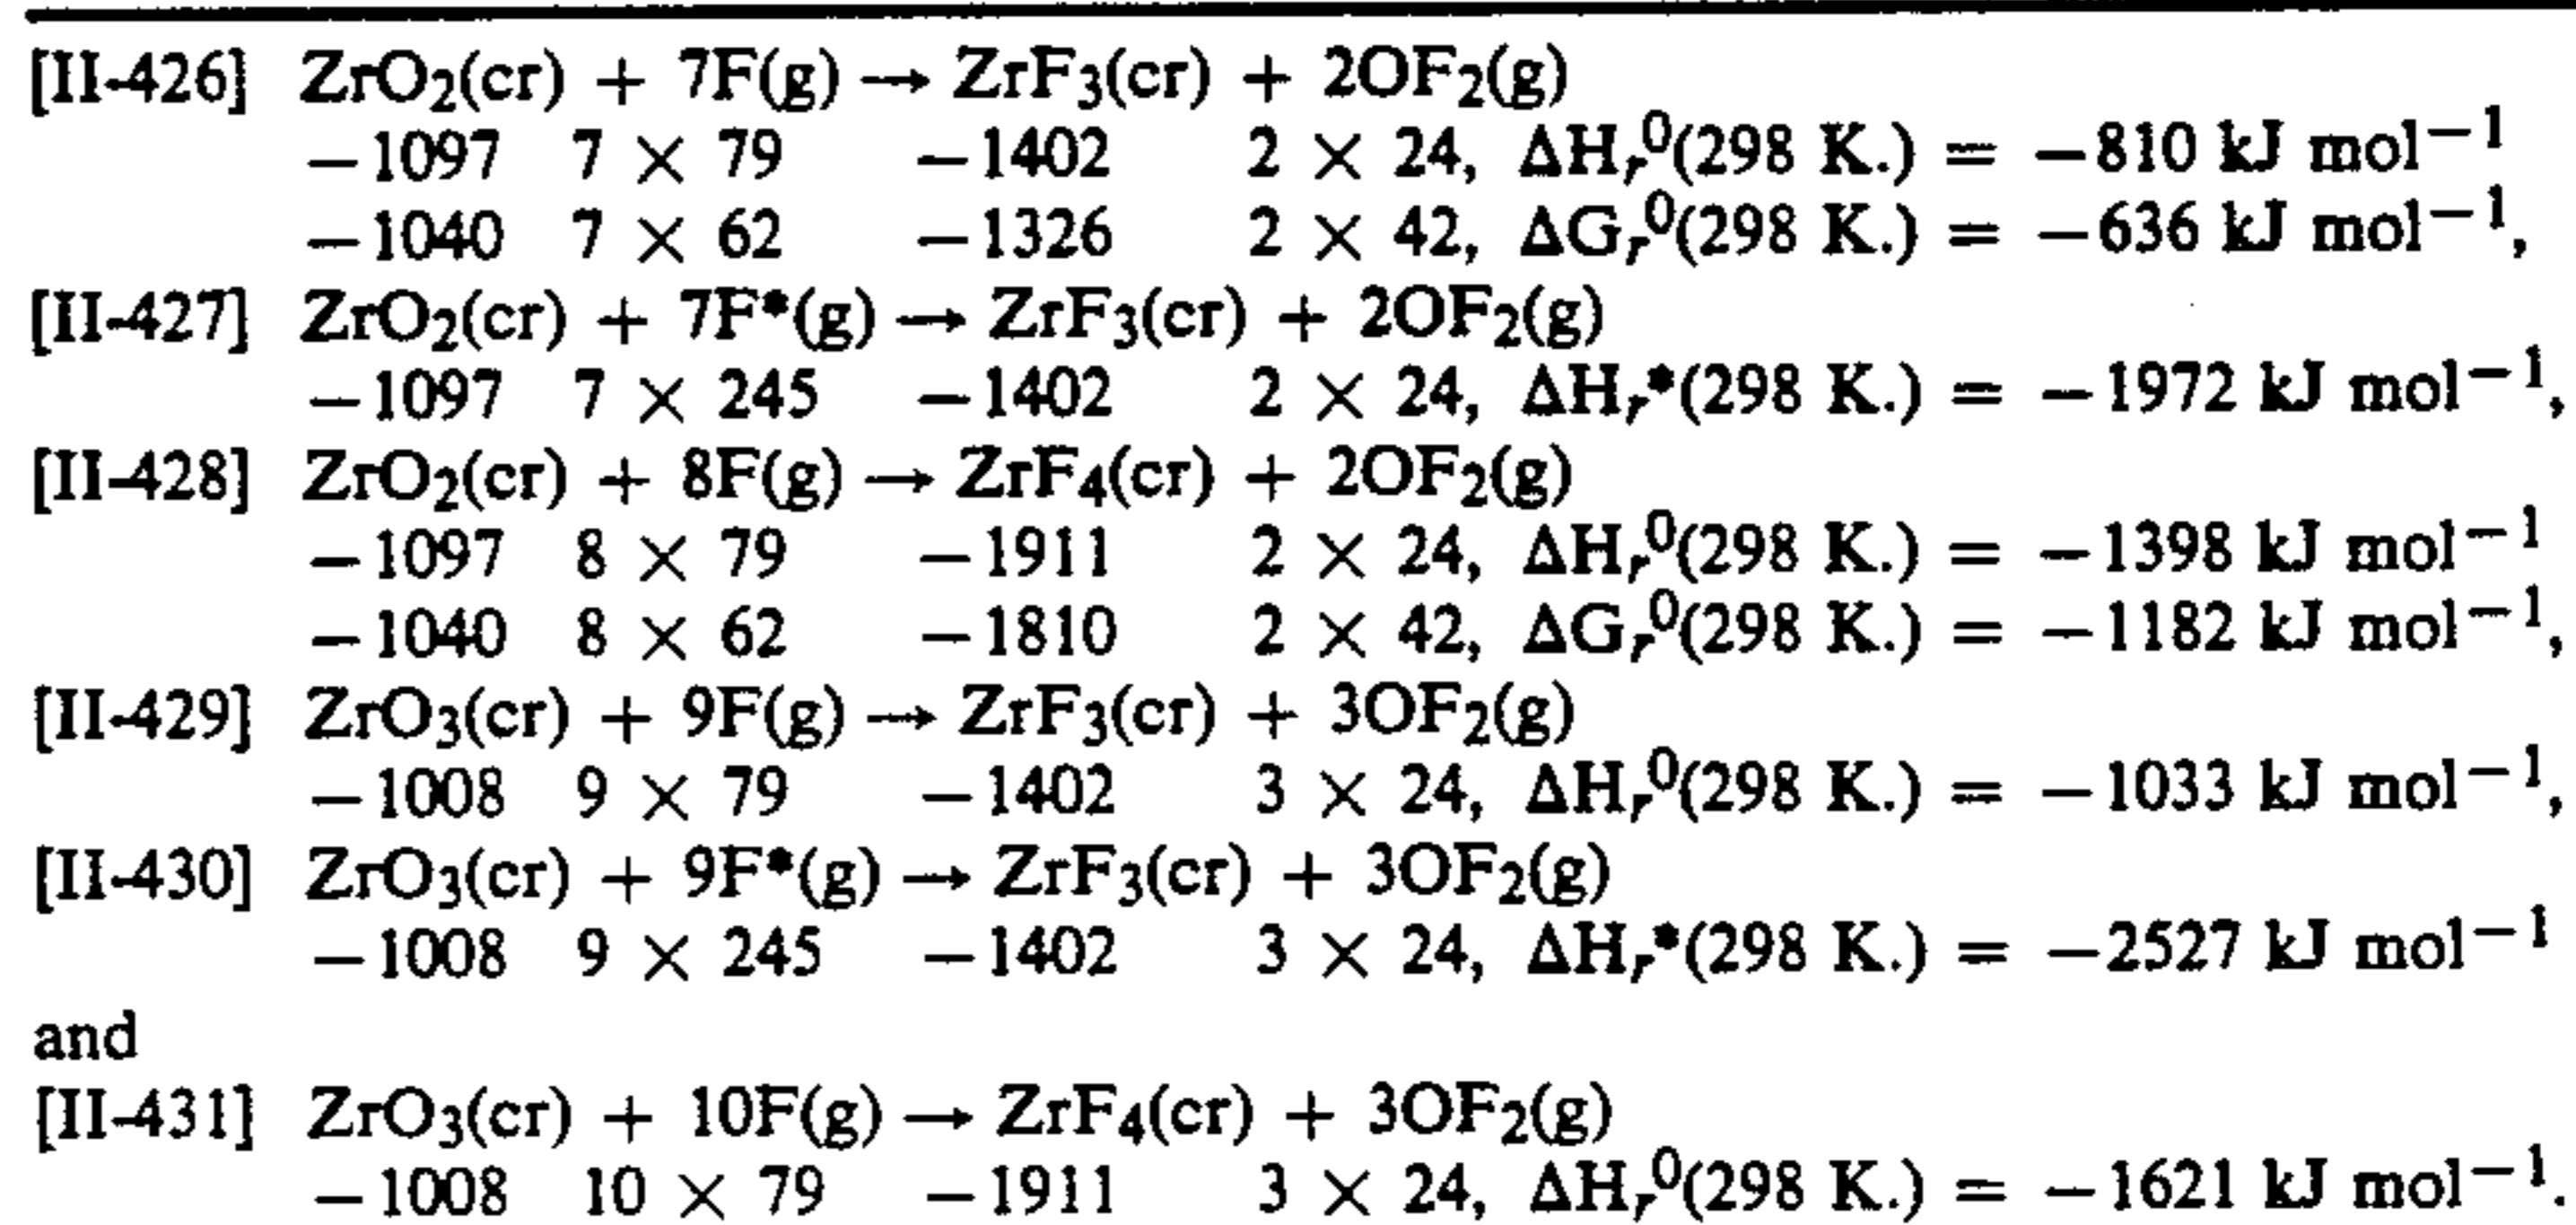 [II-426] ZrO₂(cr) + 7F(g) → ZrF₃(cr) + 2OF₂(g)
−1097 7 × 79 −1402 2 × 24, ΔHᵣ⁰(298 K.) = −810 kJ mol⁻¹
−1040 7 × 62 −1326 2 × 42, ΔGᵣ⁰(298 K.) = −636 kJ mol⁻¹,
[II-427] ZrO₂(cr) + 7F*(g) → ZrF₃(cr) + 2OF₂(g)
−1097 7 × 245 −1402 2 × 24, ΔHᵣ*(298 K.) = −1972 kJ mol⁻¹,
[II-428] ZrO₂(cr) + 8F(g) → ZrF₄(cr) + 2OF₂(g)
−1097 8 × 79 −1911 2 × 24, ΔHᵣ⁰(298 K.) = −1398 kJ mol⁻¹
−1040 8 × 62 −1810 2 × 42, ΔGᵣ⁰(298 K.) = −1182 kJ mol⁻¹,
[II-429] ZrO₃(cr) + 9F(g) → ZrF₃(cr) + 3OF₂(g)
−1008 9 × 79 −1402 3 × 24, ΔHᵣ⁰(298 K.) = −1033 kJ mol⁻¹,
[II-430] ZrO₃(cr) + 9F*(g) → ZrF₃(cr) + 3OF₂(g)
−1008 9 × 245 −1402 3 × 24, ΔHᵣ*(298 K.) = −2527 kJ mol⁻¹
and
[II-431] ZrO₃(cr) + 10F(g) → ZrF₄(cr) + 3OF₂(g)
−1008 10 × 79 −1911 3 × 24, ΔHᵣ⁰(298 K.) = −1621 kJ mol⁻¹.